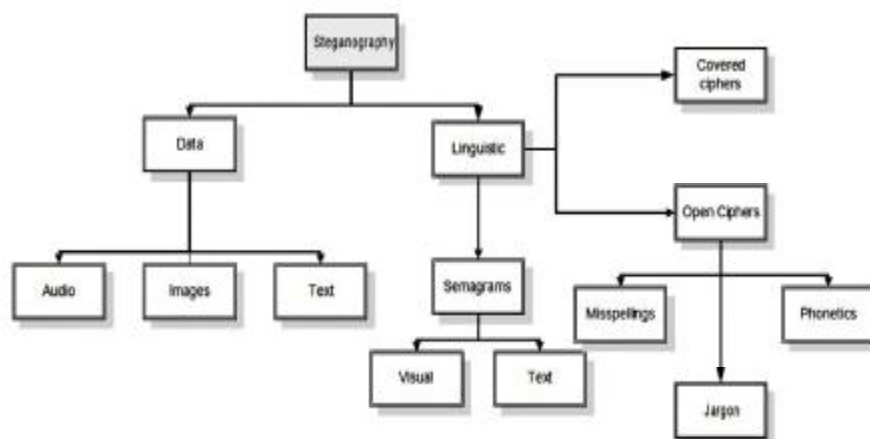 Steganography
Covered
ciphers
Data
Linguistic
Open Ciphers
Audio
Images
Text
Semagrams
Misspellings
Phonetics
Visual
Text
Jargon